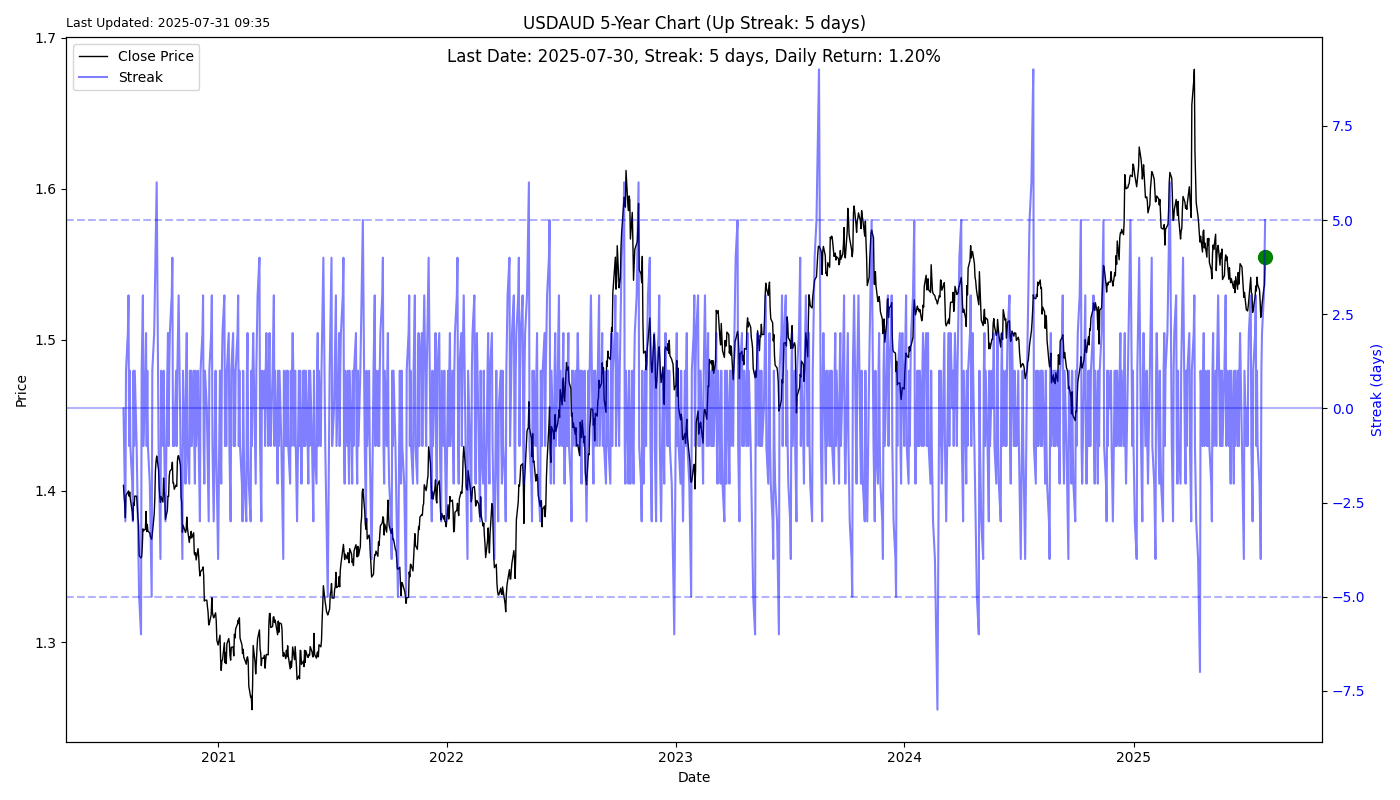 Last Updated: 2025-07-31 09:35
USDAUD 5-Year Chart (Up Streak: 5 days)
Last Date: 2025-07-30, Streak: 5 days, Daily Return: 1.20%
Close Price
Streak
1.7
1.6
1.5
1.4
1.3
Price
7.5
5.0
2.5
0.0
−2.5
−5.0
−7.5
Streak (days)
2021
2022
2023
2024
2025
Date